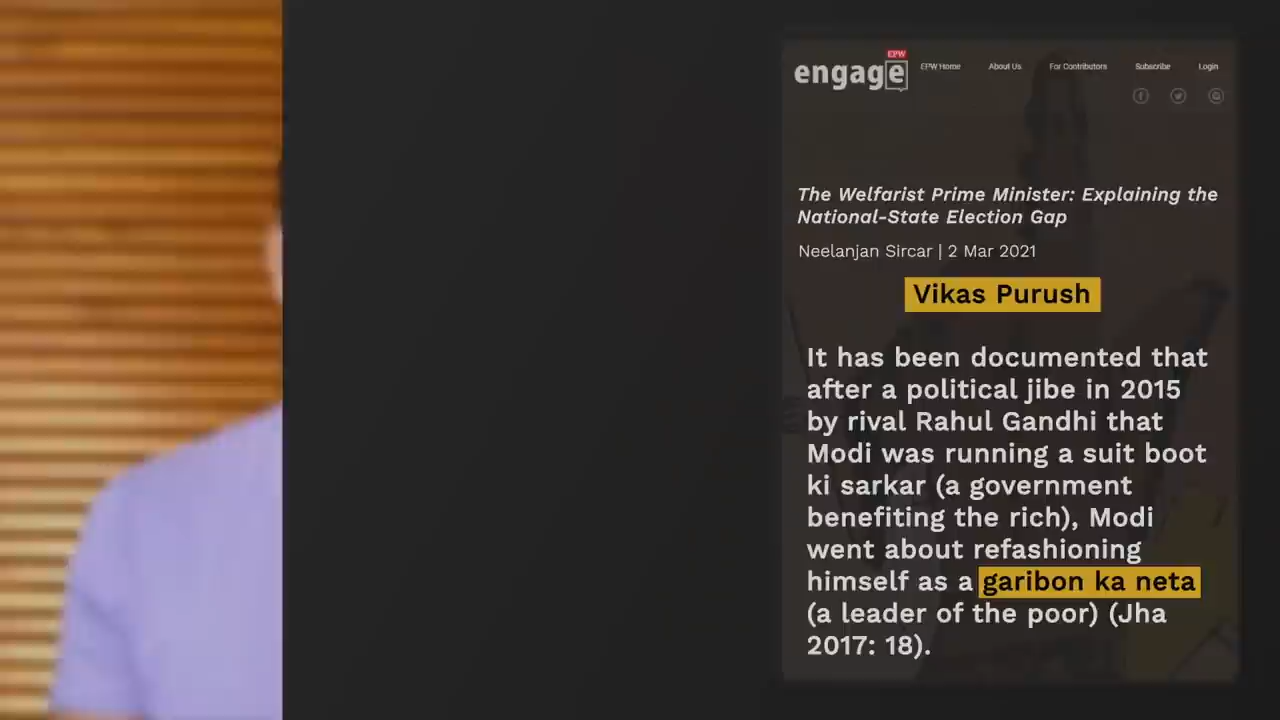 EPW
engage
EPW Home About Us For Contributors Subscribe Login
The Welfarist Prime Minister: Explaining the
National-State Election Gap
Neelanjan Sircar | 2 Mar 2021
Vikas Purush
It has been documented that
after a political jibe in 2015
by rival Rahul Gandhi that
Modi was running a suit boot
ki sarkar (a government
benefiting the rich), Modi
went about refashioning
himself as a garibon ka neta
(a leader of the poor) (Jha
2017: 18).